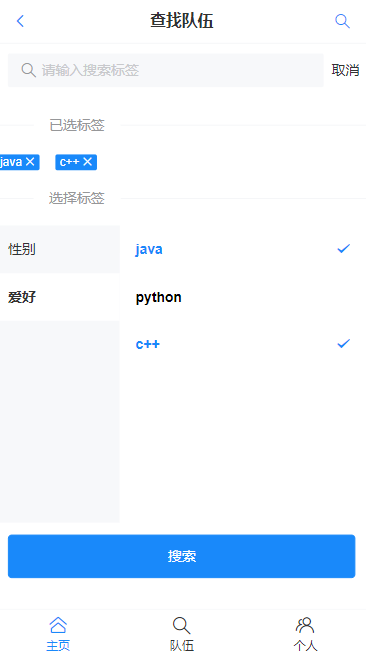 查找队伍
请输入搜索标签 取消
已选标签
java c++
选择标签
性别 java
爱好 python
c++
搜索
主页 队伍 个人